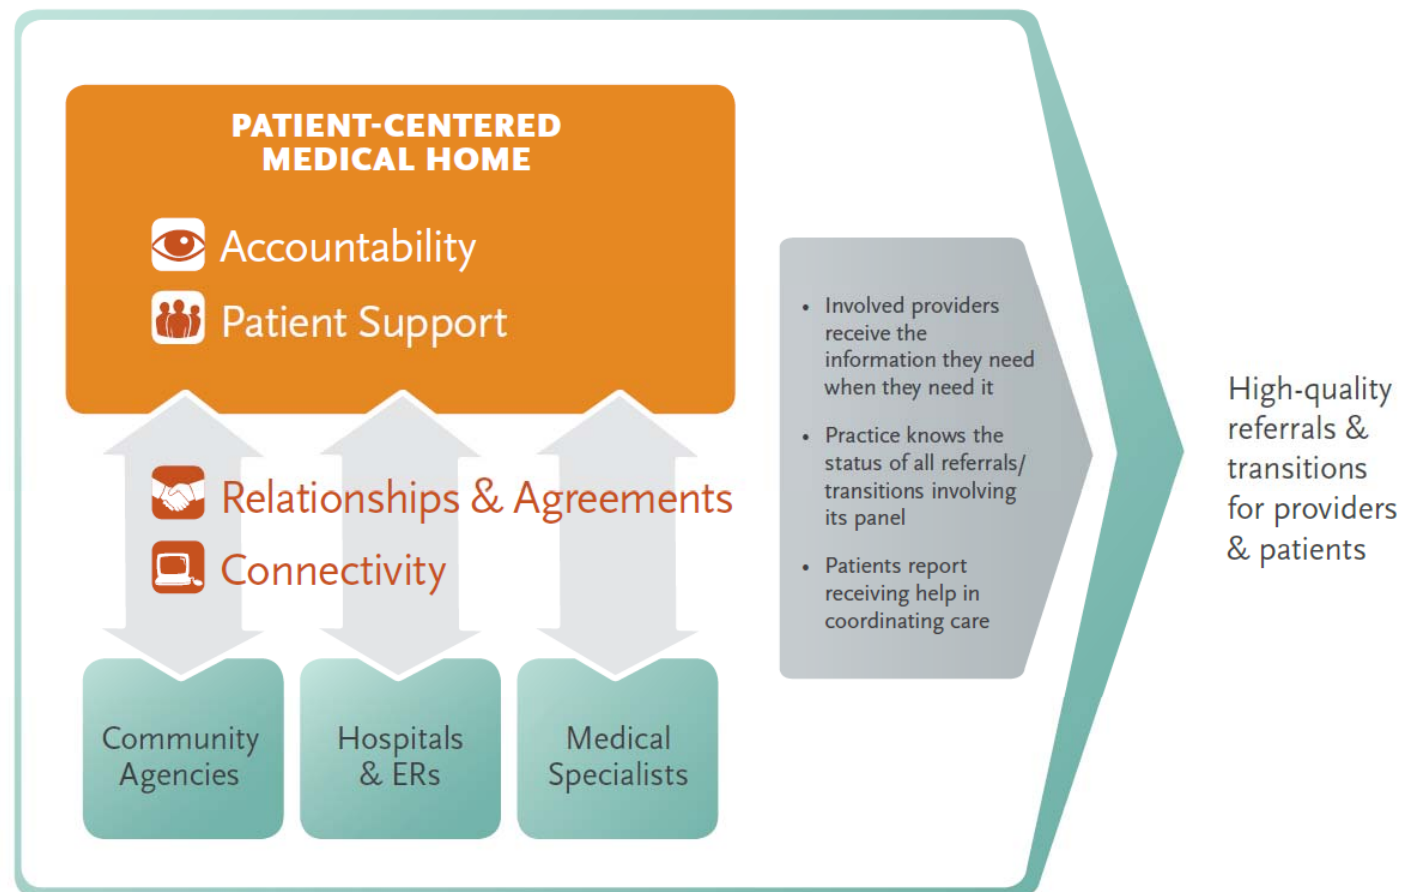 PATIENT-CENTERED
MEDICAL HOME
Accountability
Patient Support
Relationships & Agreements
Connectivity
Community
Agencies
Hospitals
& ERs
Medical
Specialists
• Involved providers
receive the
information they need
when they need it
• Practice knows the
status of all referrals/
transitions involving
its panel
• Patients report
receiving help in
coordinating care
High-quality
referrals &
transitions
for providers
& patients